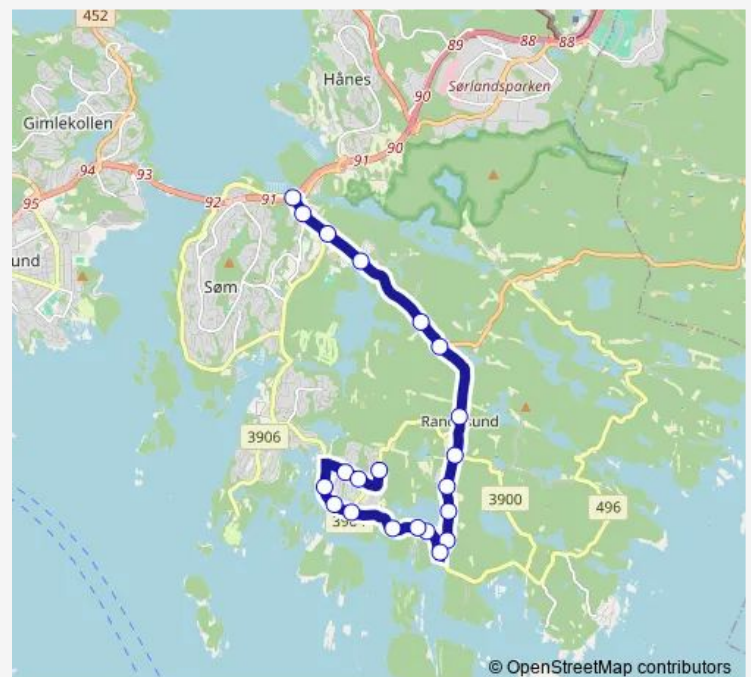 452
Hånes
89
88
88
90
Sørlandsparken
Gimlekollen
90
94
93
91
95
92
91
und
Søm
Randesund
3906
3900
496
© OpenStreetMap contributors